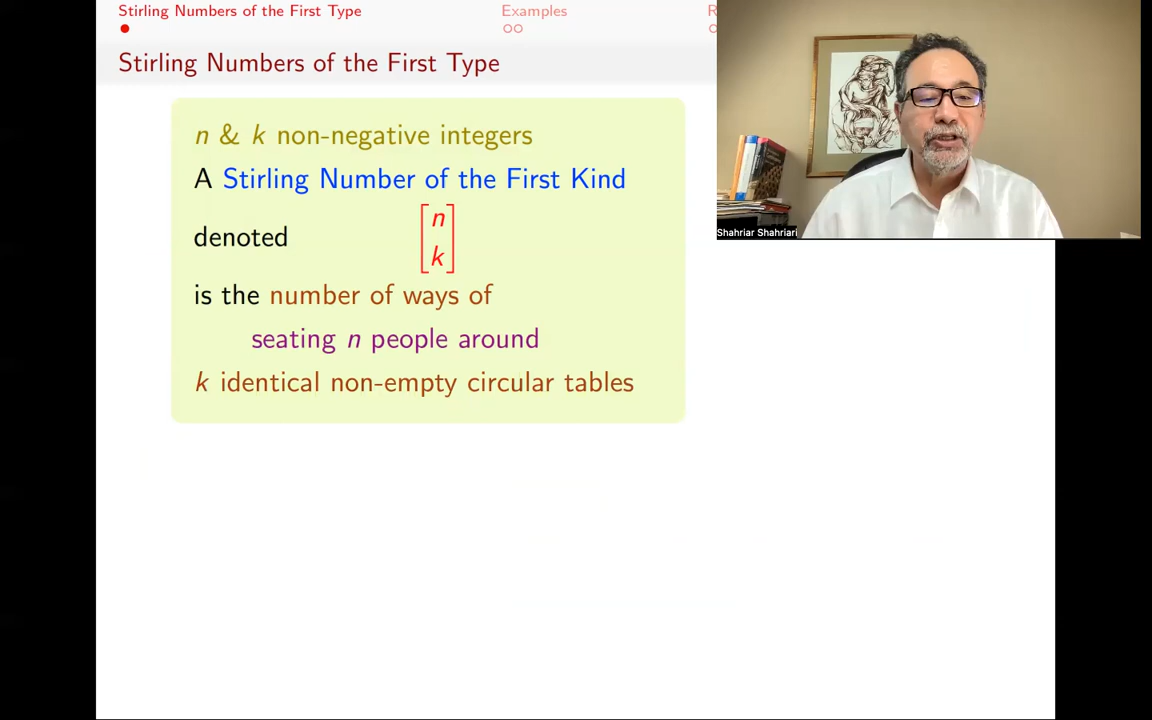 Stirling Numbers of the First Type
Examples
R
Stirling Numbers of the First Type
n & k non-negative integers
A Stirling Number of the First Kind
denoted [n k]
is the number of ways of
seating n people around
k identical non-empty circular tables
Shahriar Shahriari